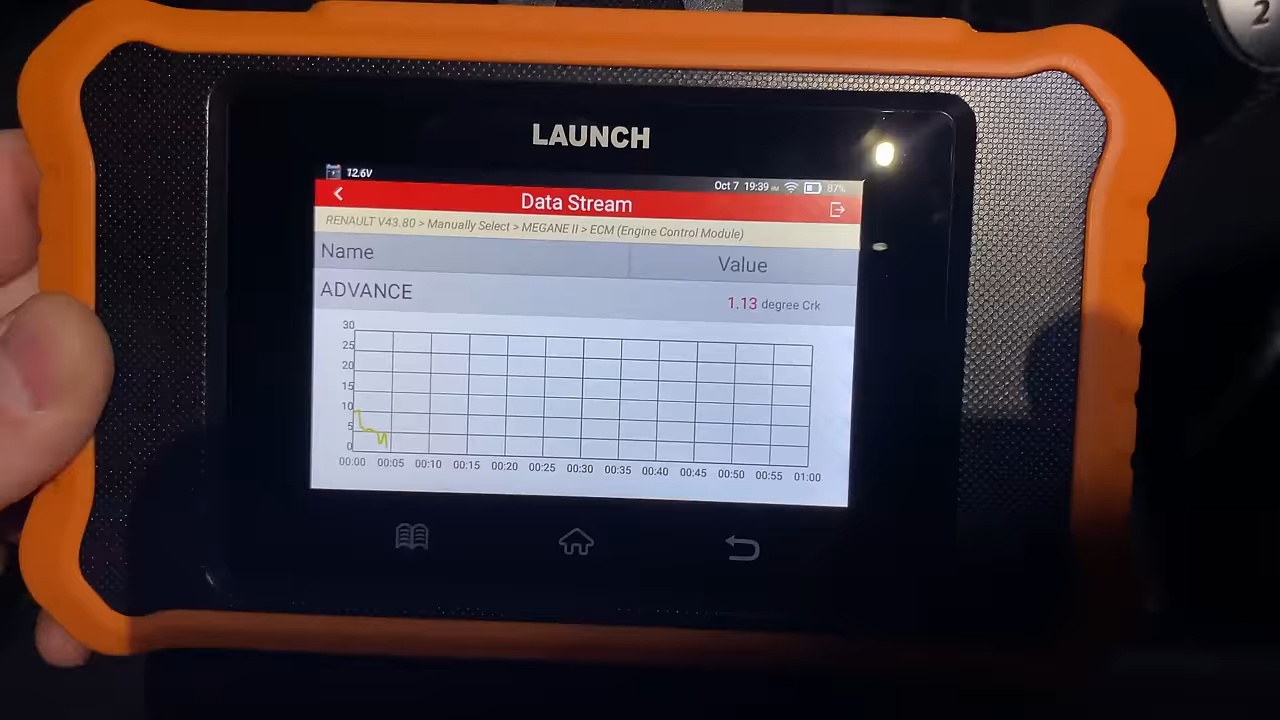 2
LAUNCH
12.6V
Oct 7 19:39 87%
Data Stream
RENAULT V43.80 > Manually Select > MEGANE II > ECM (Engine Control Module)
Name Value
ADVANCE 1.13 degree Crk
30
25
20
15
10
5
0
00:00 00:05 00:10 00:15 00:20 00:25 00:30 00:35 00:40 00:45 00:50 00:55 01:00